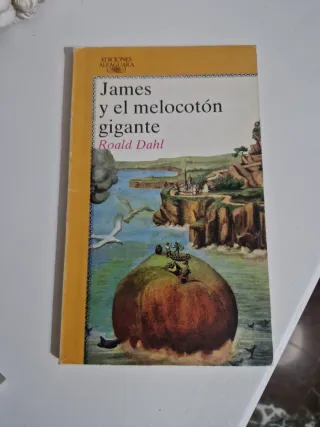 EDICIONES
ALFAGUARA
James
y el melocotón
gigante
Roald Dahl